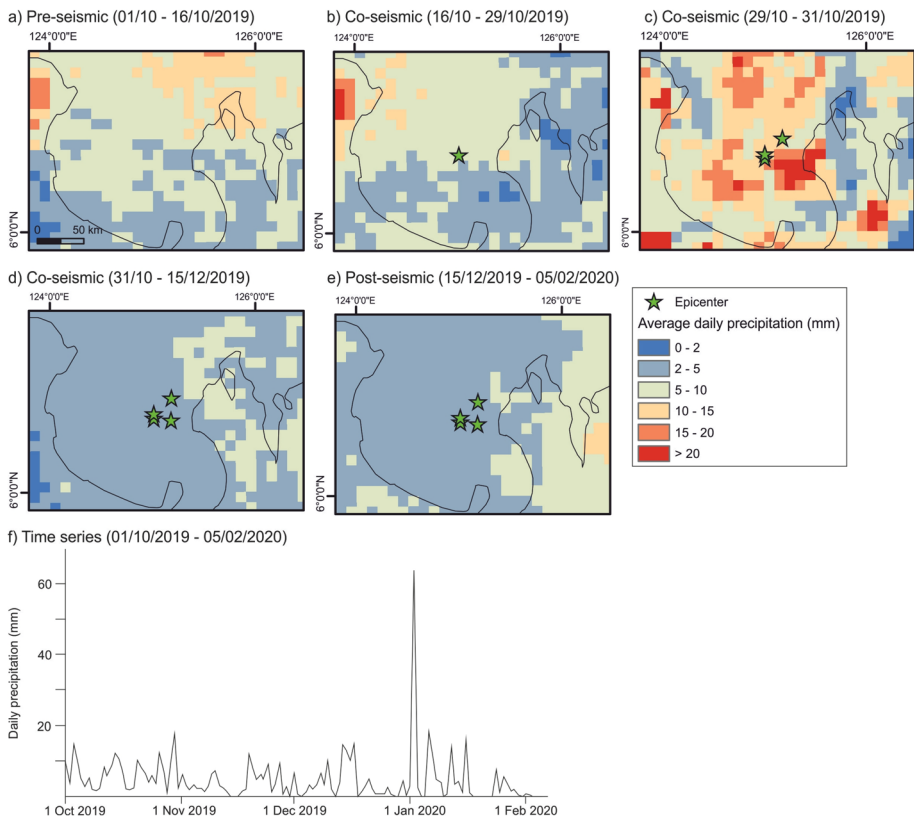 a) Pre-seismic (01/10 - 16/10/2019)
124°0'0"E 126°0'0"E
6°0'0"N
0 50 km
b) Co-seismic (16/10 - 29/10/2019)
124°0'0"E 126°0'0"E
6°0'0"N
c) Co-seismic (29/10 - 31/10/2019)
124°0'0"E 126°0'0"E
6°0'0"N
d) Co-seismic (31/10 - 15/12/2019)
124°0'0"E 126°0'0"E
6°0'0"N
e) Post-seismic (15/12/2019 - 05/02/2020)
124°0'0"E 126°0'0"E
6°0'0"N
Epicenter
Average daily precipitation (mm)
0 - 2
2 - 5
5 - 10
10 - 15
15 - 20
> 20
f) Time series (01/10/2019 - 05/02/2020)
Daily precipitation (mm)
60
40
20
1 Oct 2019 1 Nov 2019 1 Dec 2019 1 Jan 2020 1 Feb 2020